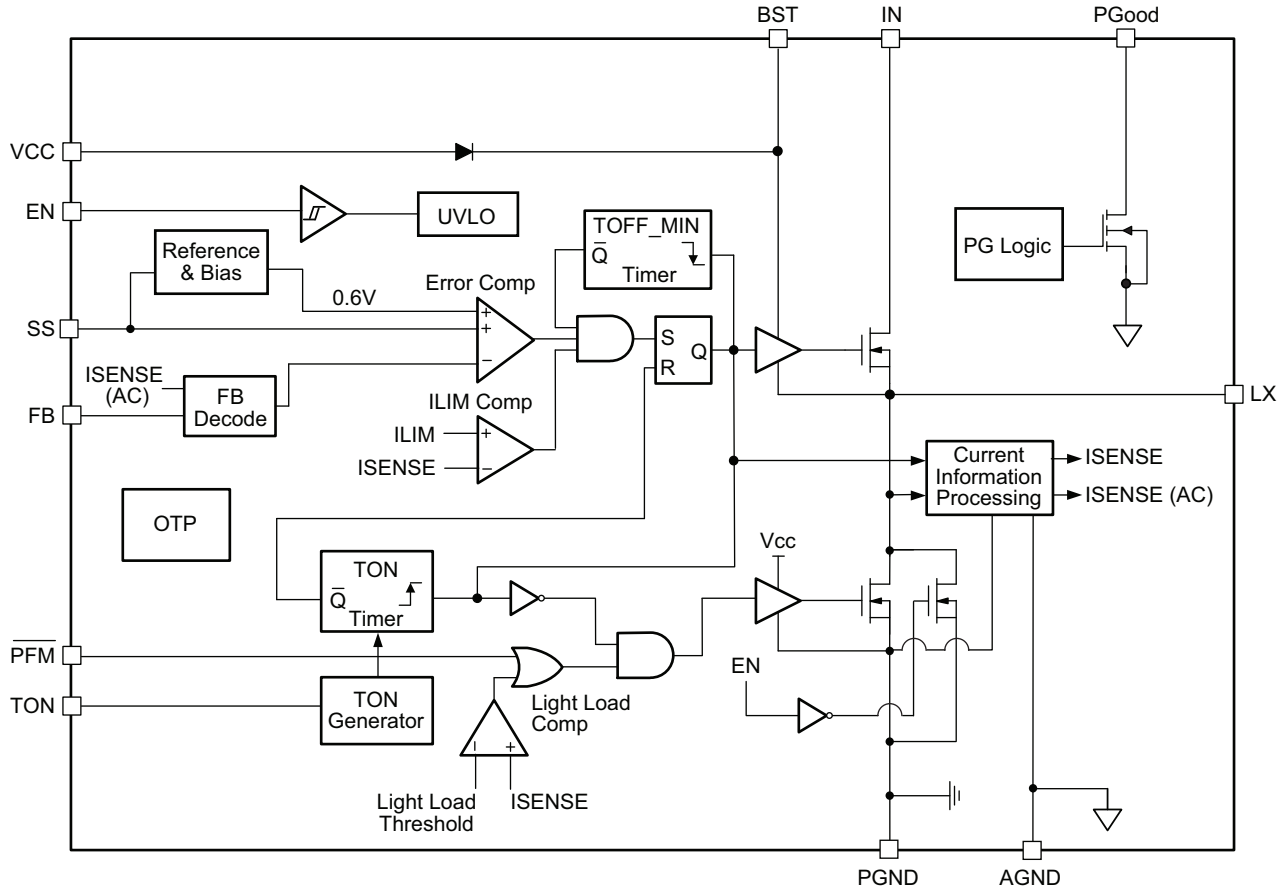 BST
IN
PGood
VCC
EN
UVLO
TOFF_MIN
Q̅
Timer
PG Logic
Reference
& Bias
Error Comp
0.6V
+
+
−
SS
S
R
Q
ISENSE
(AC)
FB
FB
Decode
LX
ILIM Comp
ILIM
ISENSE
+
−
Current
Information
Processing
ISENSE
ISENSE (AC)
OTP
Vcc
TON
Q̅
Timer
P̅F̅M̅
EN
TON
TON
Generator
Light Load
Comp
−
+
Light Load
Threshold
ISENSE
PGND
AGND